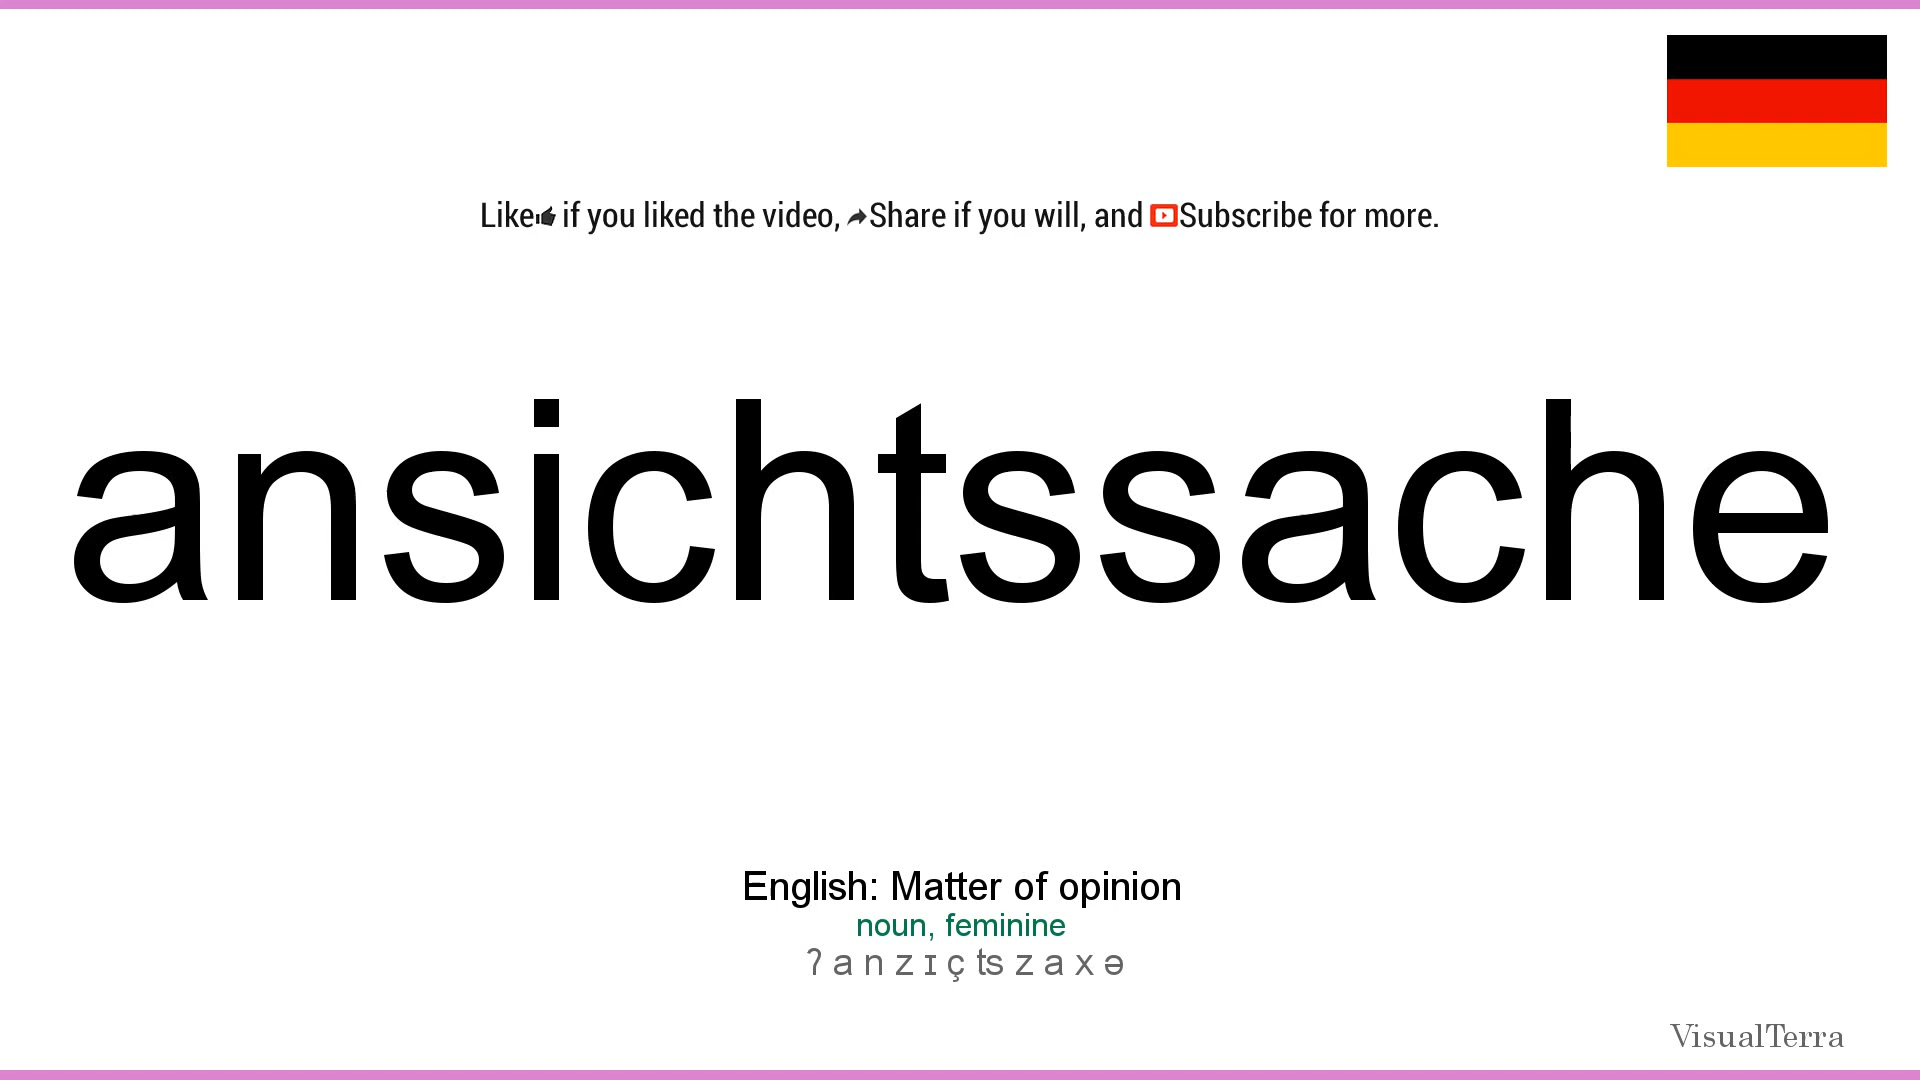 Like if you liked the video, Share if you will, and Subscribe for more.
ansichtssache
English: Matter of opinion
noun, feminine
ʔ a n z ɪ ç ʦ z a x ə
VisualTerra